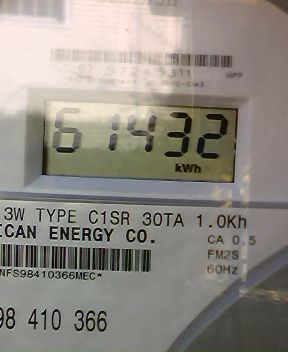 61432
kWh
3W TYPE C1SR 30TA 1.0Kh
ICAN ENERGY CO.
CA 0.5
FM2S
60Hz
NFS98410366MEC*
98 410 366